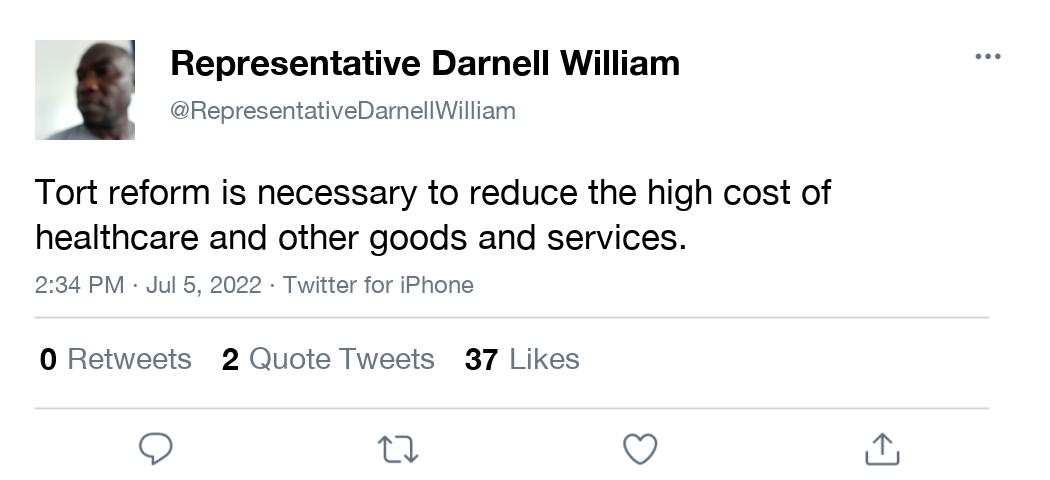 Representative Darnell William
@RepresentativeDarnellWilliam
Tort reform is necessary to reduce the high cost of
healthcare and other goods and services.
2:34 PM · Jul 5, 2022 · Twitter for iPhone
0 Retweets 2 Quote Tweets 37 Likes